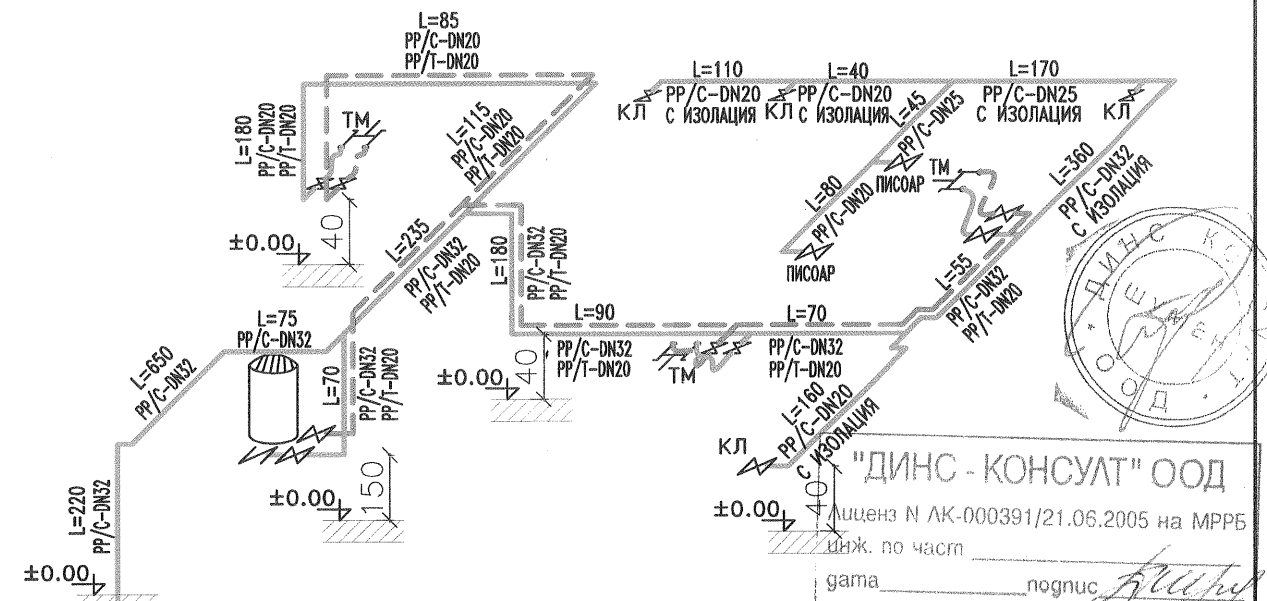 L=85
PP/C-DN20
PP/T-DN20
L=180
PP/C-DN20
PP/T-DN20
ТМ
L=115
PP/C-DN20
PP/T-DN20
±0.00
40
L=235
PP/C-DN32
PP/T-DN20
L=110
PP/C-DN20
С ИЗОЛАЦИЯ
КЛ
L=40
PP/C-DN20
С ИЗОЛАЦИЯ
КЛ
L=170
PP/C-DN25
С ИЗОЛАЦИЯ
КЛ
L=45
PP/C-DN25
ПИСОАР
L=80
PP/C-DN20
ПИСОАР
ТМ
L=360
PP/C-DN32
С ИЗОЛАЦИЯ
L=180
PP/C-DN32
PP/T-DN20
L=55
PP/C-DN32
PP/T-DN20
L=90
PP/C-DN32
PP/T-DN20
L=70
PP/C-DN32
PP/T-DN20
ТМ
±0.00
40
L=75
PP/C-DN32
L=650
PP/C-DN32
L=70
PP/C-DN32
PP/T-DN20
±0.00
150
L=220
PP/C-DN32
±0.00
L=160
PP/C-DN20
С ИЗОЛАЦИЯ
КЛ
±0.00
40
ДИНС КО
ООД
"ДИНС - КОНСУЛТ" ООД
Лиценз N ЛК-000391/21.06.2005 на МРРБ
инж. по част
дата
подпис